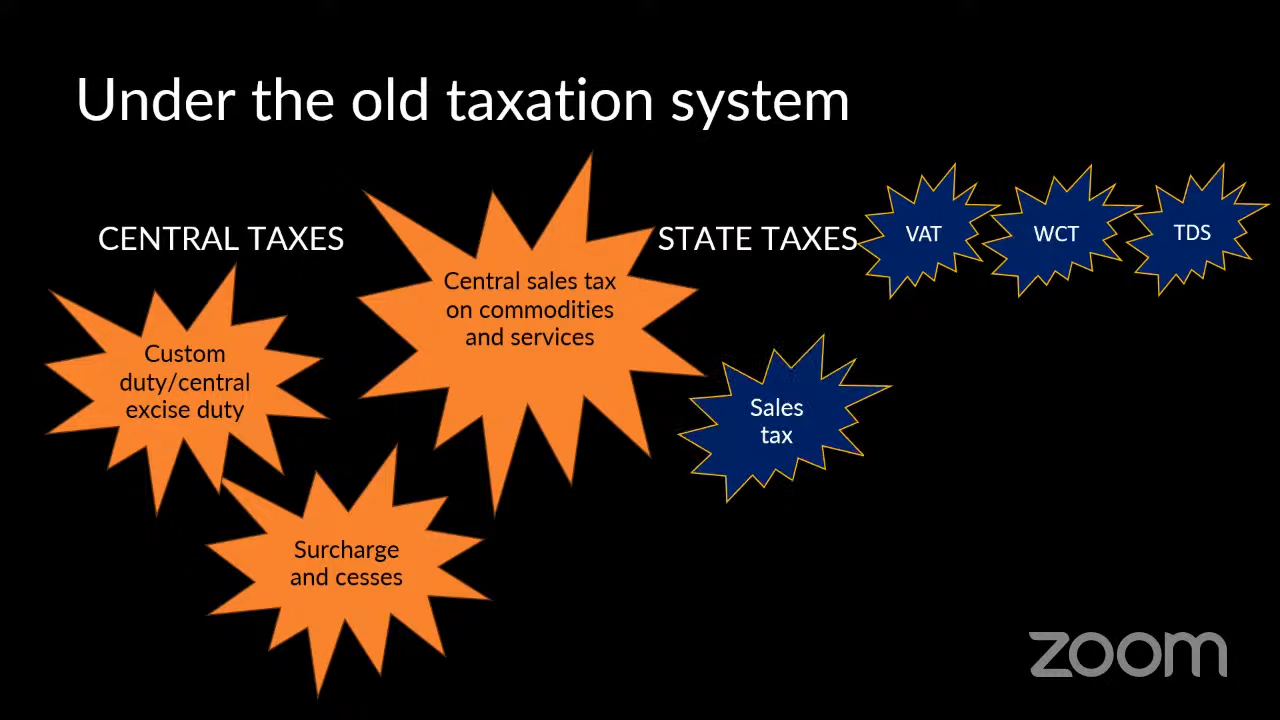 Under the old taxation system
CENTRAL TAXES
Custom
duty/central
excise duty
Central sales tax
on commodities
and services
Surcharge
and cesses
STATE TAXES
VAT
WCT
TDS
Sales
tax
zoom